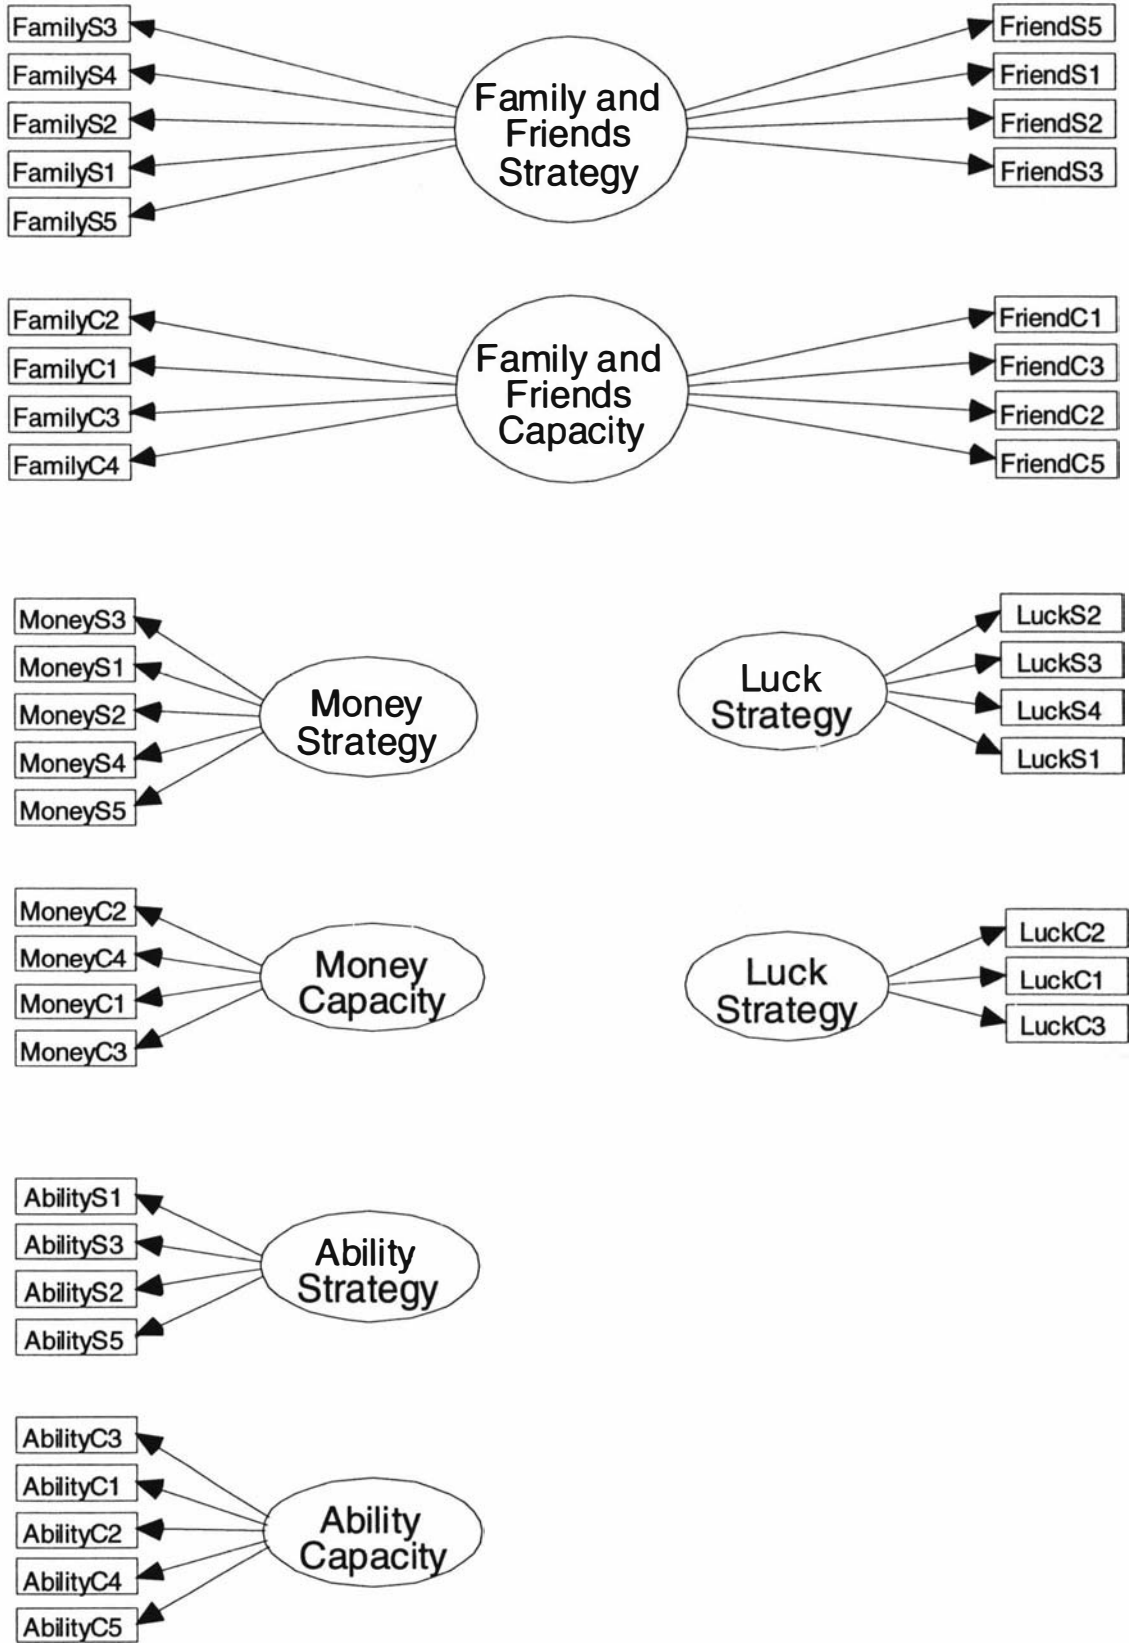 FamilyS3
FamilyS4
FamilyS2
FamilyS1
FamilyS5
Family and
Friends
Strategy
FriendS5
FriendS1
FriendS2
FriendS3
FamilyC2
FamilyC1
FamilyC3
FamilyC4
Family and
Friends
Capacity
FriendC1
FriendC3
FriendC2
FriendC5
MoneyS3
MoneyS1
MoneyS2
MoneyS4
MoneyS5
Money
Strategy
Luck
Strategy
LuckS2
LuckS3
LuckS4
LuckS1
MoneyC2
MoneyC4
MoneyC1
MoneyC3
Money
Capacity
Luck
Strategy
LuckC2
LuckC1
LuckC3
AbilityS1
AbilityS3
AbilityS2
AbilityS5
Ability
Strategy
AbilityC3
AbilityC1
AbilityC2
AbilityC4
AbilityC5
Ability
Capacity